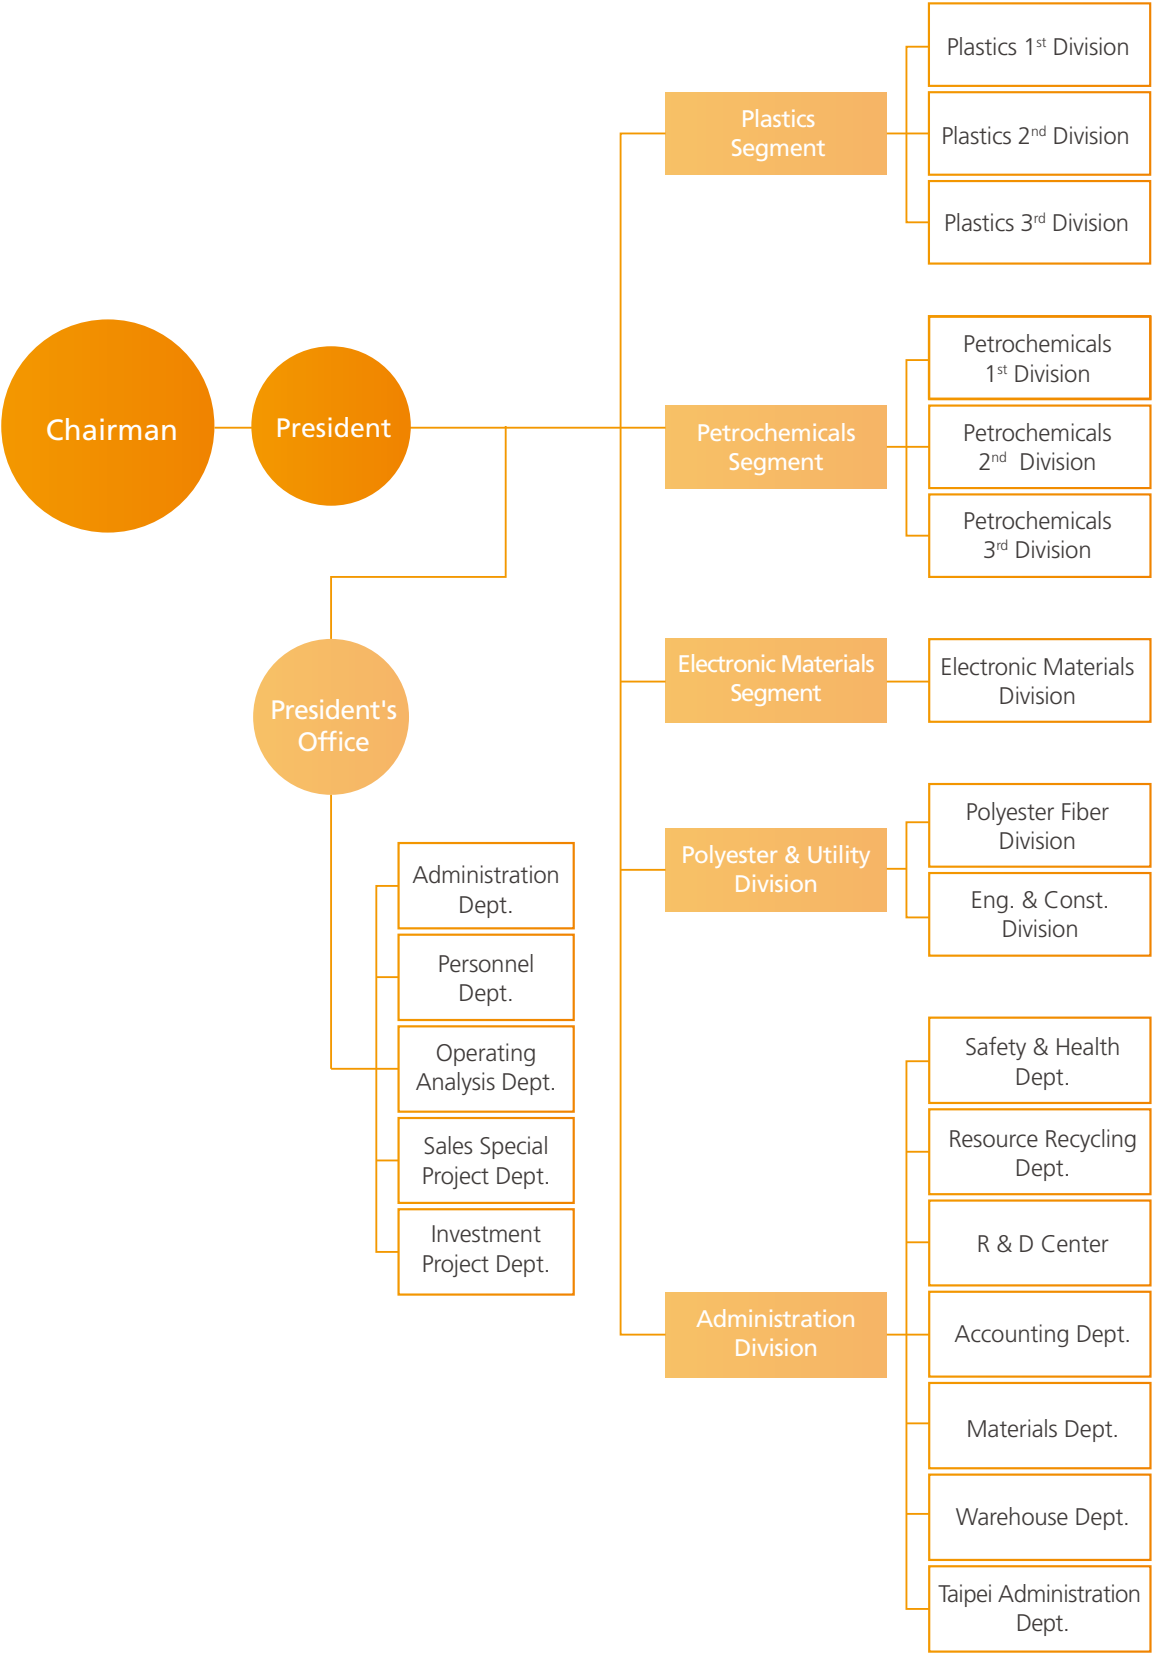 Chairman
President
President's
Office
Administration
Dept.
Personnel
Dept.
Operating
Analysis Dept.
Sales Special
Project Dept.
Investment
Project Dept.
Plastics
Segment
Plastics 1st Division
Plastics 2nd Division
Plastics 3rd Division
Petrochemicals
Segment
Petrochemicals
1st Division
Petrochemicals
2nd Division
Petrochemicals
3rd Division
Electronic Materials
Segment
Electronic Materials
Division
Polyester & Utility
Division
Polyester Fiber
Division
Eng. & Const.
Division
Administration
Division
Safety & Health
Dept.
Resource Recycling
Dept.
R & D Center
Accounting Dept.
Materials Dept.
Warehouse Dept.
Taipei Administration
Dept.